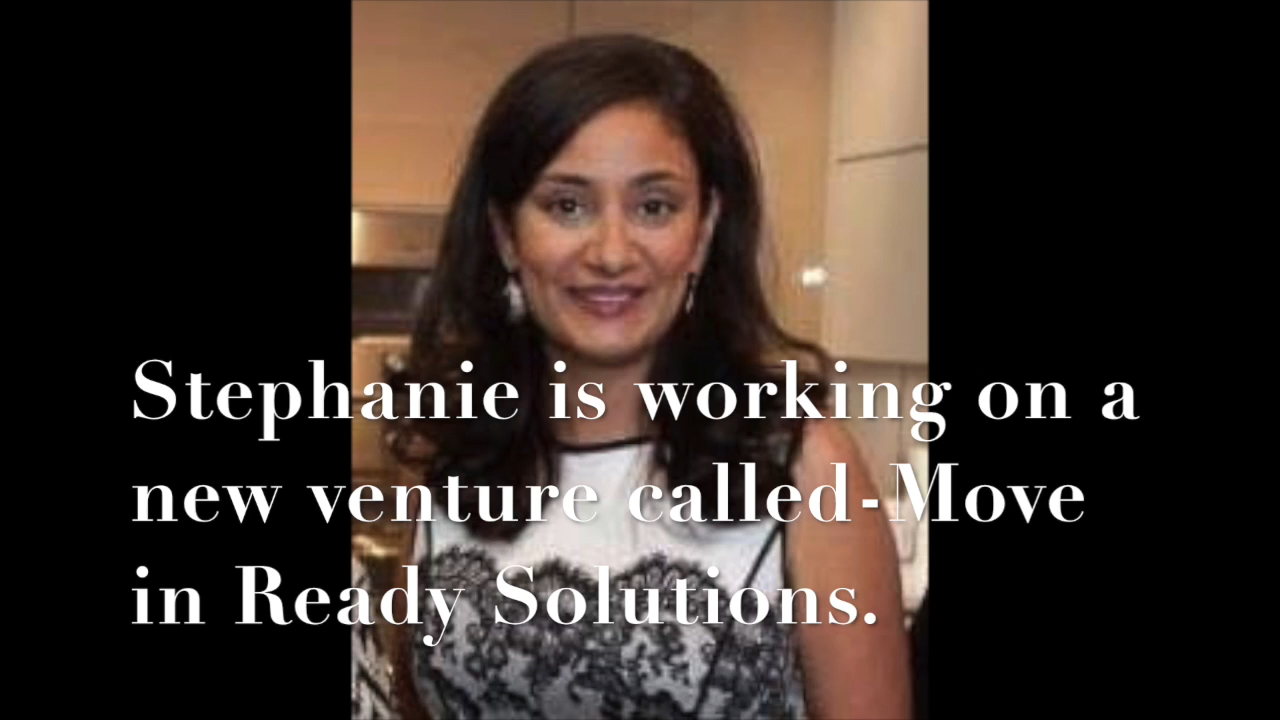 Stephanie is working on a
new venture called-Move
in Ready Solutions.